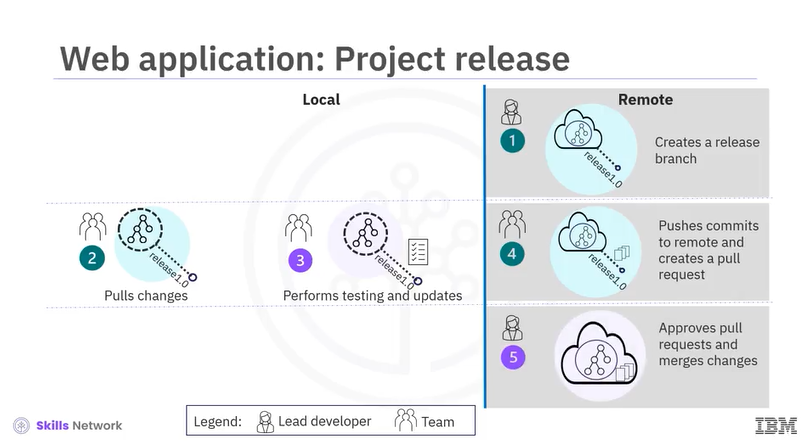 Web application: Project release
Local
Remote
1
release1.0
Creates a release
branch
2
release1.0
Pulls changes
3
release1.0
Performs testing and updates
4
release1.0
Pushes commits
to remote and
creates a pull
request
5
Approves pull
requests and
merges changes
Legend: Lead developer Team
Skills Network
IBM